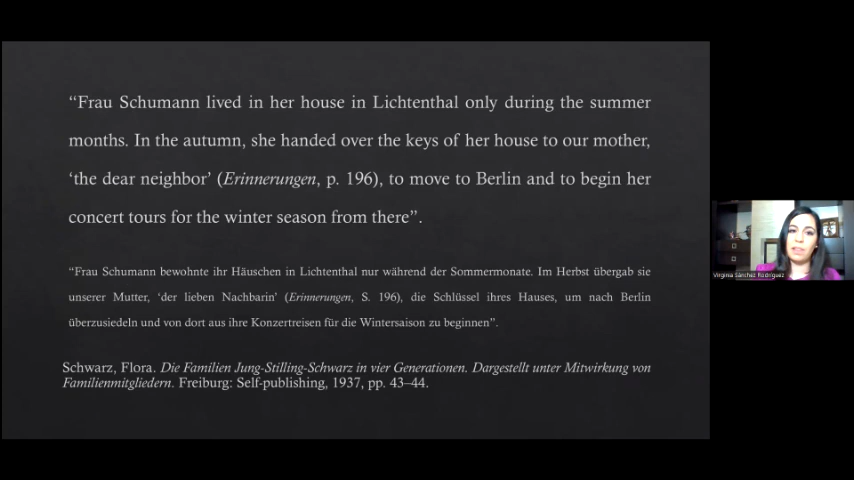 “Frau Schumann lived in her house in Lichtenthal only during the summer
months. In the autumn, she handed over the keys of her house to our mother,
‘the dear neighbor’ (Erinnerungen, p. 196), to move to Berlin and to begin her
concert tours for the winter season from there”.
“Frau Schumann bewohnte ihr Häuschen in Lichtenthal nur während der Sommermonate. Im Herbst übergab sie
unserer Mutter, ‘der lieben Nachbarin’ (Erinnerungen, S. 196), die Schlüssel ihres Hauses, um nach Berlin
überzusiedeln und von dort aus ihre Konzertreisen für die Wintersaison zu beginnen”.
Schwarz, Flora. Die Familien Jung-Stilling-Schwarz in vier Generationen. Dargestellt unter Mitwirkung von
Familienmitgliedern. Freiburg: Self-publishing, 1937, pp. 43–44.
Virginia Sánchez Rodríguez